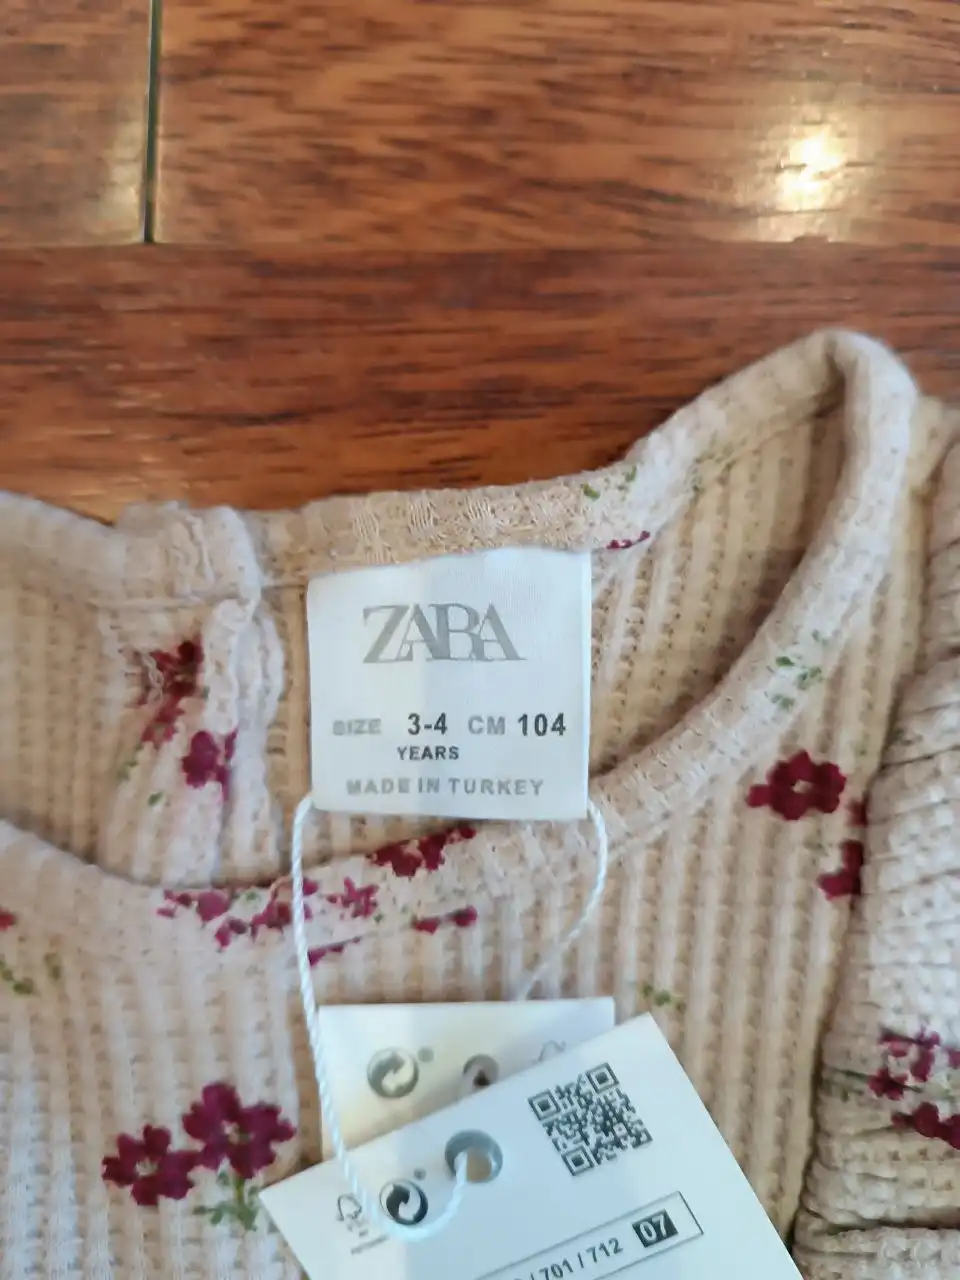 ZARA
SIZE 3-4 CM 104
YEARS
MADE IN TURKEY
/ 701 / 712 07